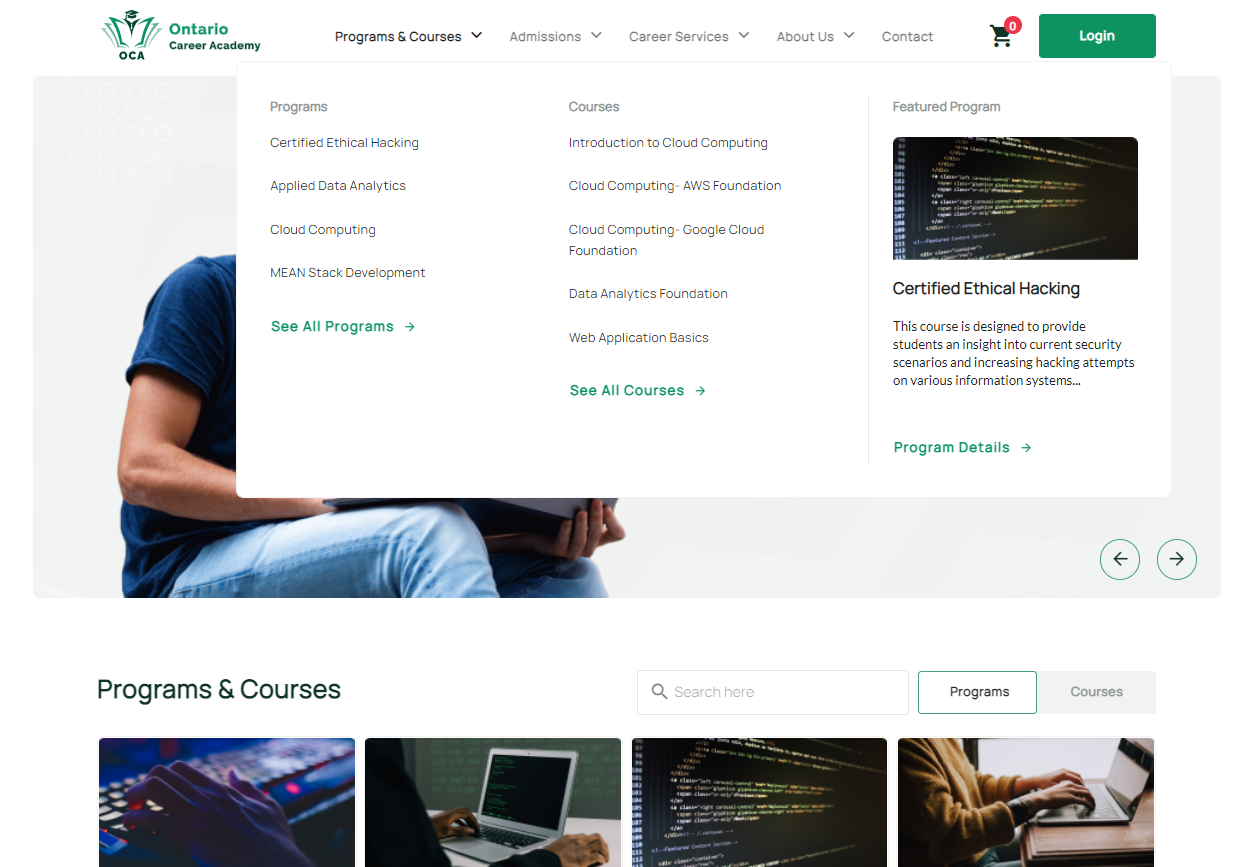 Ontario
Career Academy
OCA
Programs & Courses
Admissions
Career Services
About Us
Contact
0
Login
Programs
Certified Ethical Hacking
Applied Data Analytics
Cloud Computing
MEAN Stack Development
See All Programs →
Courses
Introduction to Cloud Computing
Cloud Computing- AWS Foundation
Cloud Computing- Google Cloud
Foundation
Data Analytics Foundation
Web Application Basics
See All Courses →
Featured Program
Certified Ethical Hacking
This course is designed to provide
students an insight into current security
scenarios and increasing hacking attempts
on various information systems...
Program Details →
Programs & Courses
Search here
Programs
Courses